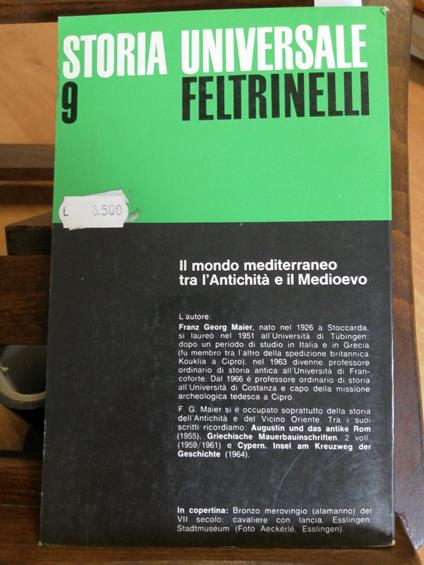 STORIA UNIVERSALE
9 FELTRINELLI
L 6.500
Il mondo mediterraneo
tra l'Antichità e il Medioevo
L'autore:
Franz Georg Maier, nato nel 1926 a Stoccarda,
si laureò nel 1951 all'Università di Tübingen;
dopo un periodo di studio in Italia e in Grecia
(fu membro tra l'altro della spedizione britannica
Kouklia a Cipro), nel 1963 divenne professore
ordinario di storia antica all'Università di Fran-
coforte. Dal 1966 è professore ordinario di storia
all'Università di Costanza e capo della missione
archeologica tedesca a Cipro.
F. G. Maier si è occupato soprattutto della storia
dell'Antichità e del Vicino Oriente. Tra i suoi
scritti ricordiamo: Augustin und das antike Rom
(1955), Griechische Mauerbauinschriften, 2 voll.
(1959/1961) e Cypern. Insel am Kreuzweg der
Geschichte (1964).
In copertina: Bronzo merovingio (alamanno) del
VII secolo: cavaliere con lancia. Esslingen,
Stadtmuseum (Foto Aeckerlé, Esslingen).